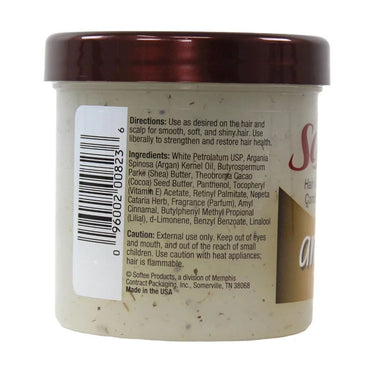 Directions: Use as desired on the hair and
scalp for smooth, soft, and shiny hair. Use
liberally to strengthen and restore hair health.
Ingredients: White Petrolatum USP, Argania
Spinosa (Argan) Kernel Oil, Butyrospermum
Parkii (Shea) Butter, Theobroma Cacao
(Cocoa) Seed Butter, Panthenol, Tocopheryl
(Vitamin E) Acetate, Retinyl Palmitate, Nepeta
Cataria Herb, Fragrance (Parfum), Amyl
Cinnamal, Butylphenyl Methyl Propional
(Lilial), d-Limonene, Benzyl Benzoate, Linalool
Caution: External use only. Keep out of eyes
and mouth, and out of the reach of small
children. Use caution with heat appliances;
hair is flammable.
© Softee Products, a division of Memphis
Contract Packaging, Inc., Somerville, TN 38068
Made in the USA
0 96002 00823 6
So
Hair
Con
ar